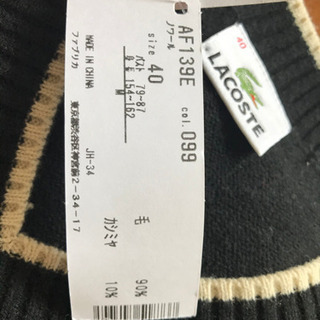 AF139E
col. 099
ノワール
size 40
バスト 79-87
身長 154-162
M
毛 90%
カシミヤ 10%
MADE IN CHINA
JH-34
ファブリカ
東京都渋谷区神宮前2-34-17
40
LACOSTE